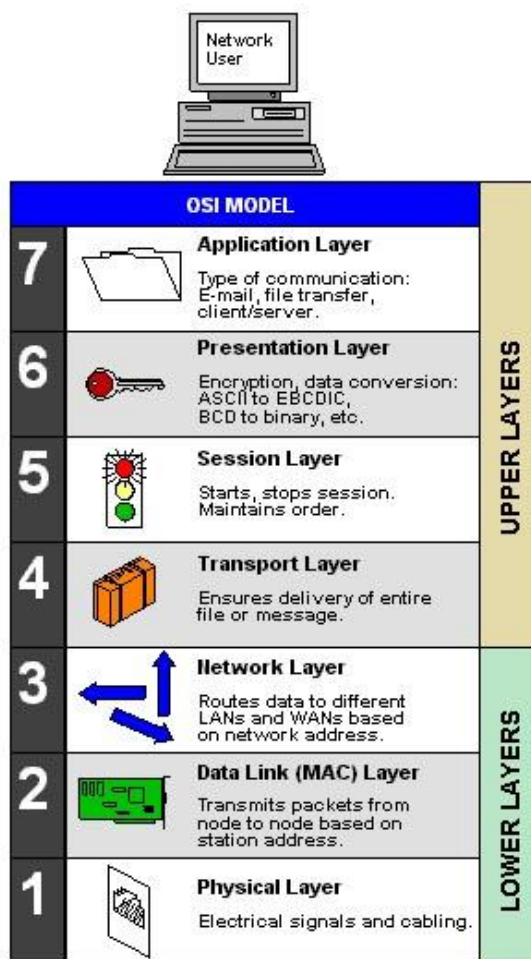 Network
User
OSI MODEL
7
Application Layer
Type of communication:
E-mail, file transfer,
client/server.
6
Presentation Layer
Encryption, data conversion:
ASCII to EBCDIC,
BCD to binary, etc.
5
Session Layer
Starts, stops session.
Maintains order.
4
Transport Layer
Ensures delivery of entire
file or message.
UPPER LAYERS
3
Network Layer
Routes data to different
LANs and WANs based
on network address.
2
Data Link (MAC) Layer
Transmits packets from
node to node based on
station address.
1
Physical Layer
Electrical signals and cabling.
LOWER LAYERS